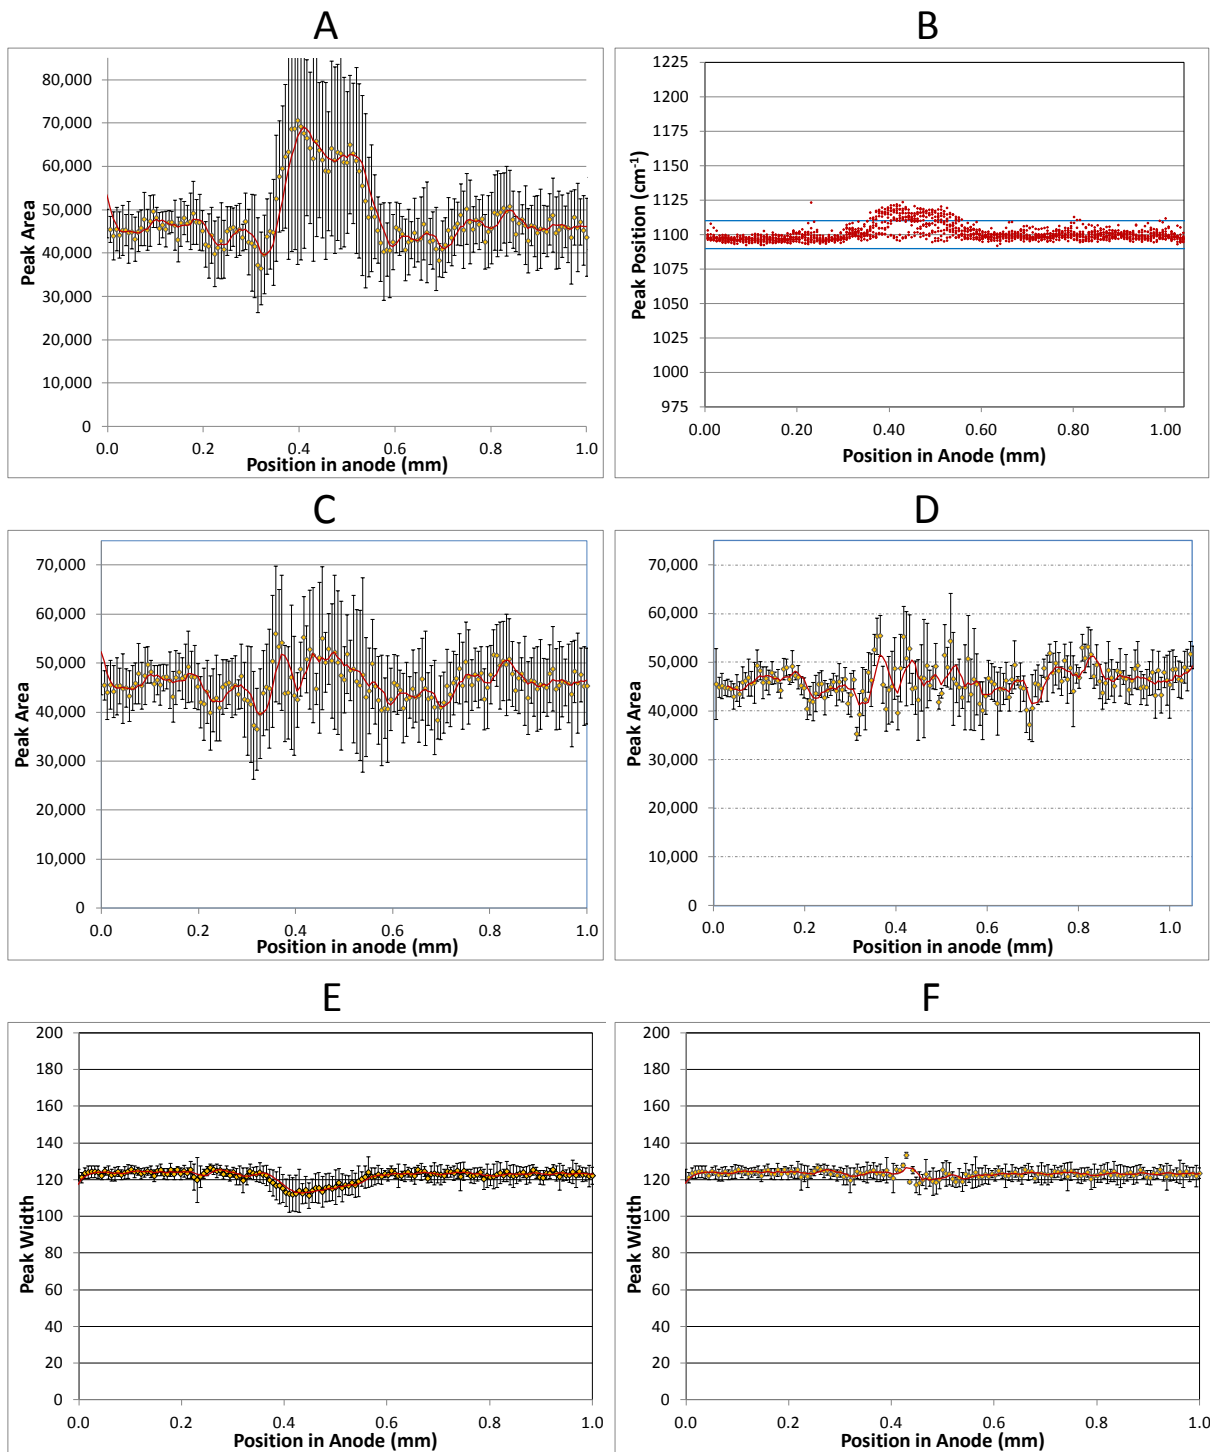 A
Peak Area
80,000
70,000
60,000
50,000
40,000
30,000
20,000
10,000
0
0.0 0.2 0.4 0.6 0.8 1.0
Position in anode (mm)
B
Peak Position (cm⁻¹)
1225
1200
1175
1150
1125
1100
1075
1050
1025
1000
975
0.00 0.20 0.40 0.60 0.80 1.00
Position in Anode (mm)
C
Peak Area
70,000
60,000
50,000
40,000
30,000
20,000
10,000
0
0.0 0.2 0.4 0.6 0.8 1.0
Position in anode (mm)
D
Peak Area
70,000
60,000
50,000
40,000
30,000
20,000
10,000
0
0.0 0.2 0.4 0.6 0.8 1.0
Position in anode (mm)
E
Peak Width
200
180
160
140
120
100
80
60
40
20
0
0.0 0.2 0.4 0.6 0.8 1.0
Position in Anode (mm)
F
Peak Width
200
180
160
140
120
100
80
60
40
20
0
0.0 0.2 0.4 0.6 0.8 1.0
Position in Anode (mm)